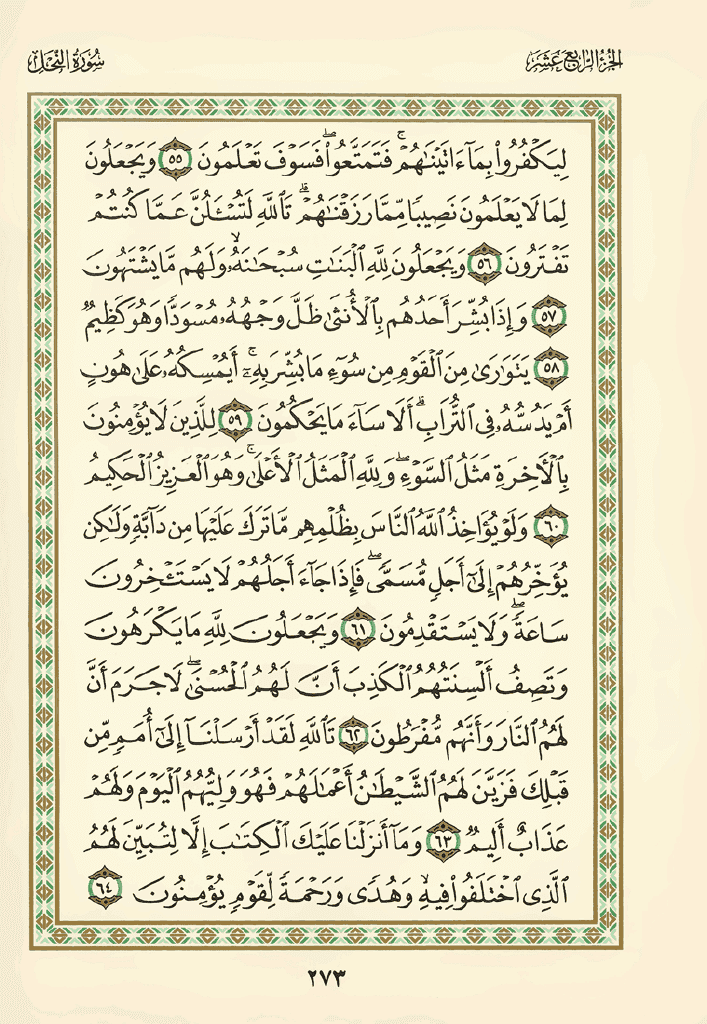 الجزء الرابع عشر
سورة النحل
لِيَكْفُرُوا۟ بِمَآ ءَاتَيْنَٰهُمْ ۚ فَتَمَتَّعُوا۟ ۖ فَسَوْفَ تَعْلَمُونَ ٥٥ وَيَجْعَلُونَ
لِمَا لَا يَعْلَمُونَ نَصِيبًا مِّمَّا رَزَقْنَٰهُمْ ۗ تَٱللَّهِ لَتُسْـَٔلُنَّ عَمَّا كُنتُمْ
تَفْتَرُونَ ٥٦ وَيَجْعَلُونَ لِلَّهِ ٱلْبَنَٰتِ سُبْحَٰنَهُۥ ۙ وَلَهُم مَّا يَشْتَهُونَ
٥٧ وَإِذَا بُشِّرَ أَحَدُهُم بِٱلْأُنثَىٰ ظَلَّ وَجْهُهُۥ مُسْوَدًّا وَهُوَ كَظِيمٌ
٥٨ يَتَوَٰرَىٰ مِنَ ٱلْقَوْمِ مِن سُوٓءِ مَا بُشِّرَ بِهِۦٓ ۚ أَيُمْسِكُهُۥ عَلَىٰ هُونٍ
أَمْ يَدُسُّهُۥ فِى ٱلتُّرَابِ ۗ أَلَا سَآءَ مَا يَحْكُمُونَ ٥٩ لِلَّذِينَ لَا يُؤْمِنُونَ
بِٱلْءَاخِرَةِ مَثَلُ ٱلسَّوْءِ ۖ وَلِلَّهِ ٱلْمَثَلُ ٱلْأَعْلَىٰ ۚ وَهُوَ ٱلْعَزِيزُ ٱلْحَكِيمُ
٦٠ وَلَوْ يُؤَاخِذُ ٱللَّهُ ٱلنَّاسَ بِظُلْمِهِم مَّا تَرَكَ عَلَيْهَا مِن دَآبَّةٍ وَلَٰكِن
يُؤَخِّرُهُمْ إِلَىٰٓ أَجَلٍ مُّسَمًّى ۖ فَإِذَا جَآءَ أَجَلُهُمْ لَا يَسْتَـْٔخِرُونَ
سَاعَةً ۖ وَلَا يَسْتَقْدِمُونَ ٦١ وَيَجْعَلُونَ لِلَّهِ مَا يَكْرَهُونَ
وَتَصِفُ أَلْسِنَتُهُمُ ٱلْكَذِبَ أَنَّ لَهُمُ ٱلْحُسْنَىٰ ۖ لَا جَرَمَ أَنَّ
لَهُمُ ٱلنَّارَ وَأَنَّهُم مُّفْرَطُونَ ٦٢ تَٱللَّهِ لَقَدْ أَرْسَلْنَآ إِلَىٰٓ أُمَمٍ مِّن
قَبْلِكَ فَزَيَّنَ لَهُمُ ٱلشَّيْطَٰنُ أَعْمَٰلَهُمْ فَهُوَ وَلِيُّهُمُ ٱلْيَوْمَ وَلَهُمْ
عَذَابٌ أَلِيمٌ ٦٣ وَمَآ أَنزَلْنَا عَلَيْكَ ٱلْكِتَٰبَ إِلَّا لِتُبَيِّنَ لَهُمُ
ٱلَّذِى ٱخْتَلَفُوا۟ فِيهِ ۙ وَهُدًى وَرَحْمَةً لِّقَوْمٍ يُؤْمِنُونَ ٦٤
٢٧٣